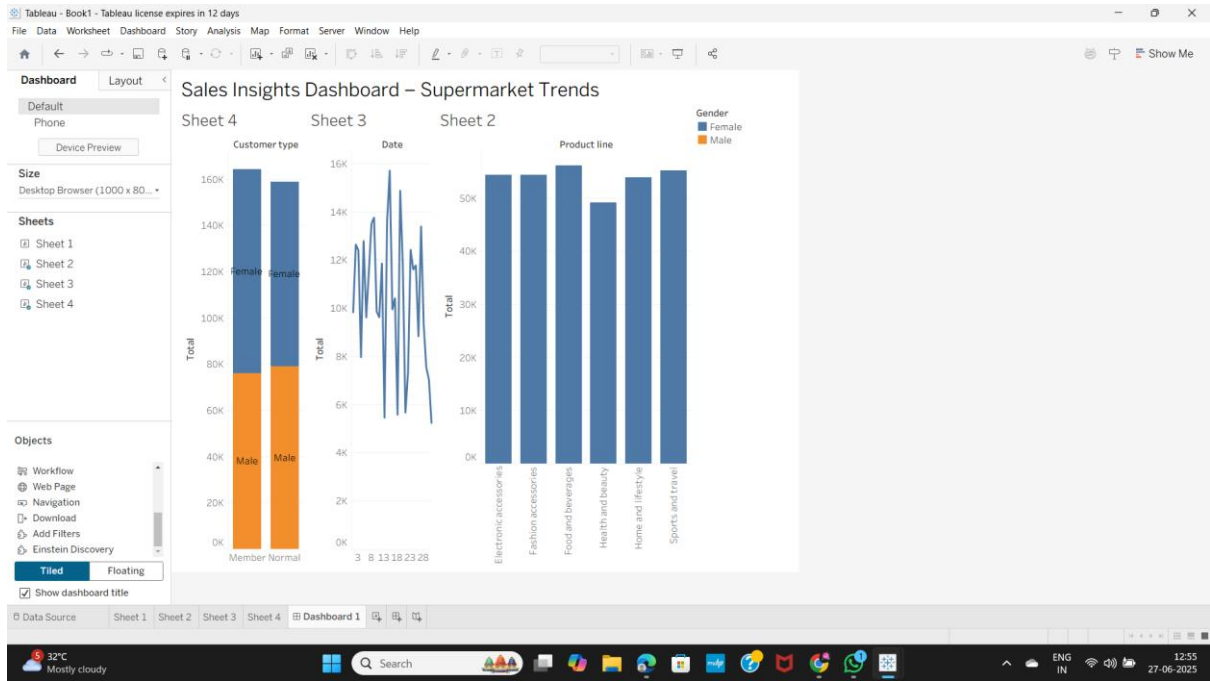 Tableau - Book1 - Tableau license expires in 12 days
File Data Worksheet Dashboard Story Analysis Map Format Server Window Help
Show Me
Dashboard Layout
Default
Phone
Device Preview
Size
Desktop Browser (1000 x 80...
Sheets
Sheet 1
Sheet 2
Sheet 3
Sheet 4
Objects
Workflow
Web Page
Navigation
Download
Add Filters
Einstein Discovery
Tiled Floating
Show dashboard title
Sales Insights Dashboard – Supermarket Trends
Sheet 4
Customer type
Total
160K
140K
120K
100K
80K
60K
40K
20K
0K
Female Female
Male Male
Member Normal
Sheet 3
Date
Total
16K
14K
12K
10K
8K
6K
4K
2K
0K
3 8 13 18 23 28
Sheet 2
Product line
Total
50K
40K
30K
20K
10K
0K
Electronic accessories
Fashion accessories
Food and beverages
Health and beauty
Home and lifestyle
Sports and travel
Gender
Female
Male
Data Source Sheet 1 Sheet 2 Sheet 3 Sheet 4 Dashboard 1
5
32°C
Mostly cloudy
Search
1
ENG
IN
12:55
27-06-2025